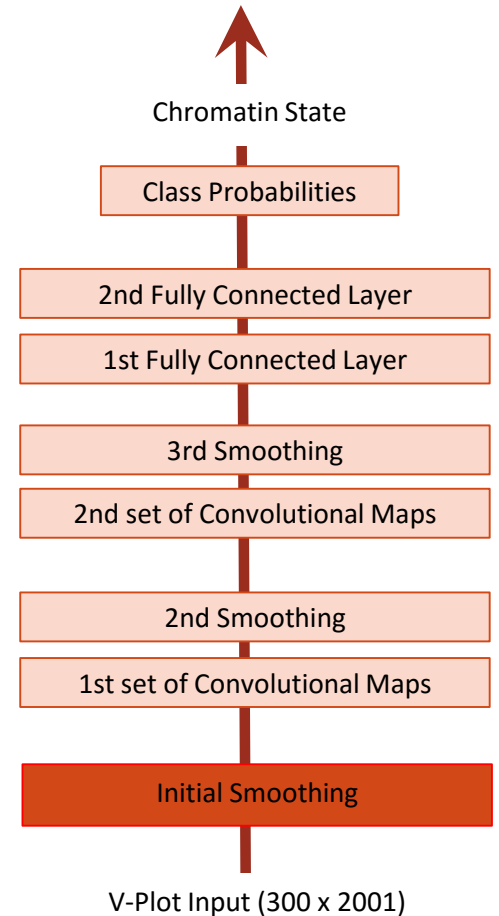 Chromatin State
Class Probabilities
2nd Fully Connected Layer
1st Fully Connected Layer
3rd Smoothing
2nd set of Convolutional Maps
2nd Smoothing
1st set of Convolutional Maps
Initial Smoothing
V-Plot Input (300 x 2001)